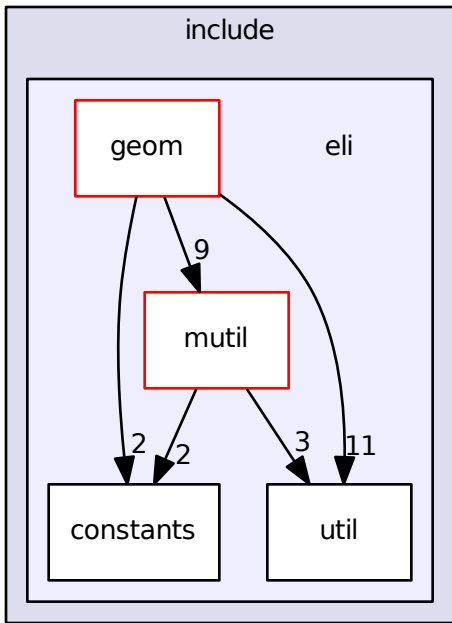 include
geom
eli
9
mutil
2
2
3
11
constants
util